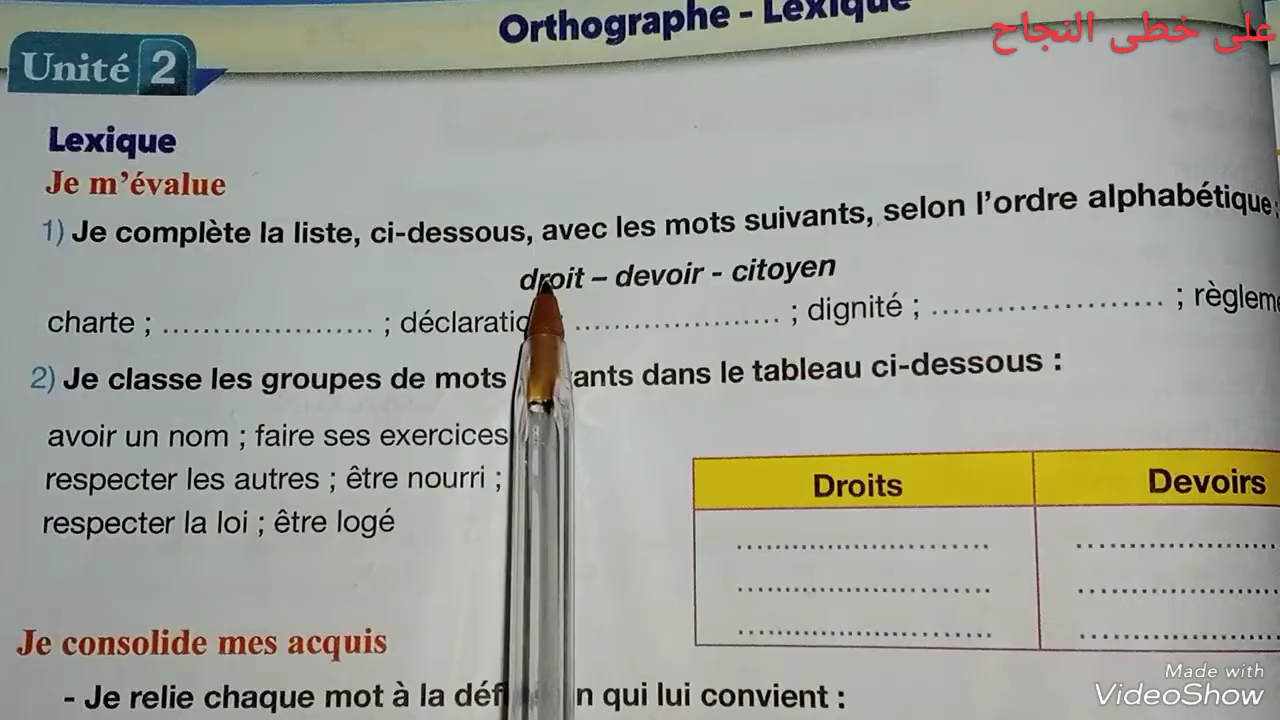 Orthographe - Lexique
على خطى النجاح
Unité 2
Lexique
Je m'évalue
1) Je complète la liste, ci-dessous, avec les mots suivants, selon l'ordre alphabétique
droit – devoir - citoyen
charte ; ..................... ; déclaratio ..................... ; dignité ; ..................... ; règleme
2) Je classe les groupes de mots ants dans le tableau ci-dessous :
avoir un nom ; faire ses exercices
respecter les autres ; être nourri ;
respecter la loi ; être logé
Droits Devoirs
Je consolide mes acquis
- Je relie chaque mot à la déf n qui lui convient :
Made with
VideoShow